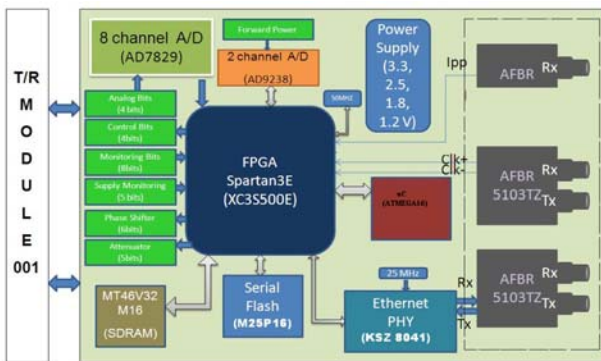 T/R
M
O
D
U
L
E
001
8 channel A/D
(AD7829)
Forward Power
2 channel A/D
(AD9238)
Power
Supply
(3.3,
2.5,
1.8,
1.2 V)
50MHZ
Ipp
AFBR
Rx
Analog Bits
(4 bits)
Control Bits
(4bits)
Monitoring Bits
(8bits)
Supply Monitoring
(5 bits)
Phase Shifter
(6bits)
Attenuator
(5bits)
FPGA
Spartan3E
(XC3S500E)
Clk+
Clk-
AFBR
5103TZ
Rx
Tx
uC
(ATMEGA16)
MT46V32
M16
(SDRAM)
Serial
Flash
(M25P16)
25 MHz
Ethernet
PHY
(KSZ 8041)
Rx
Tx
AFBR
5103TZ
Rx
Tx